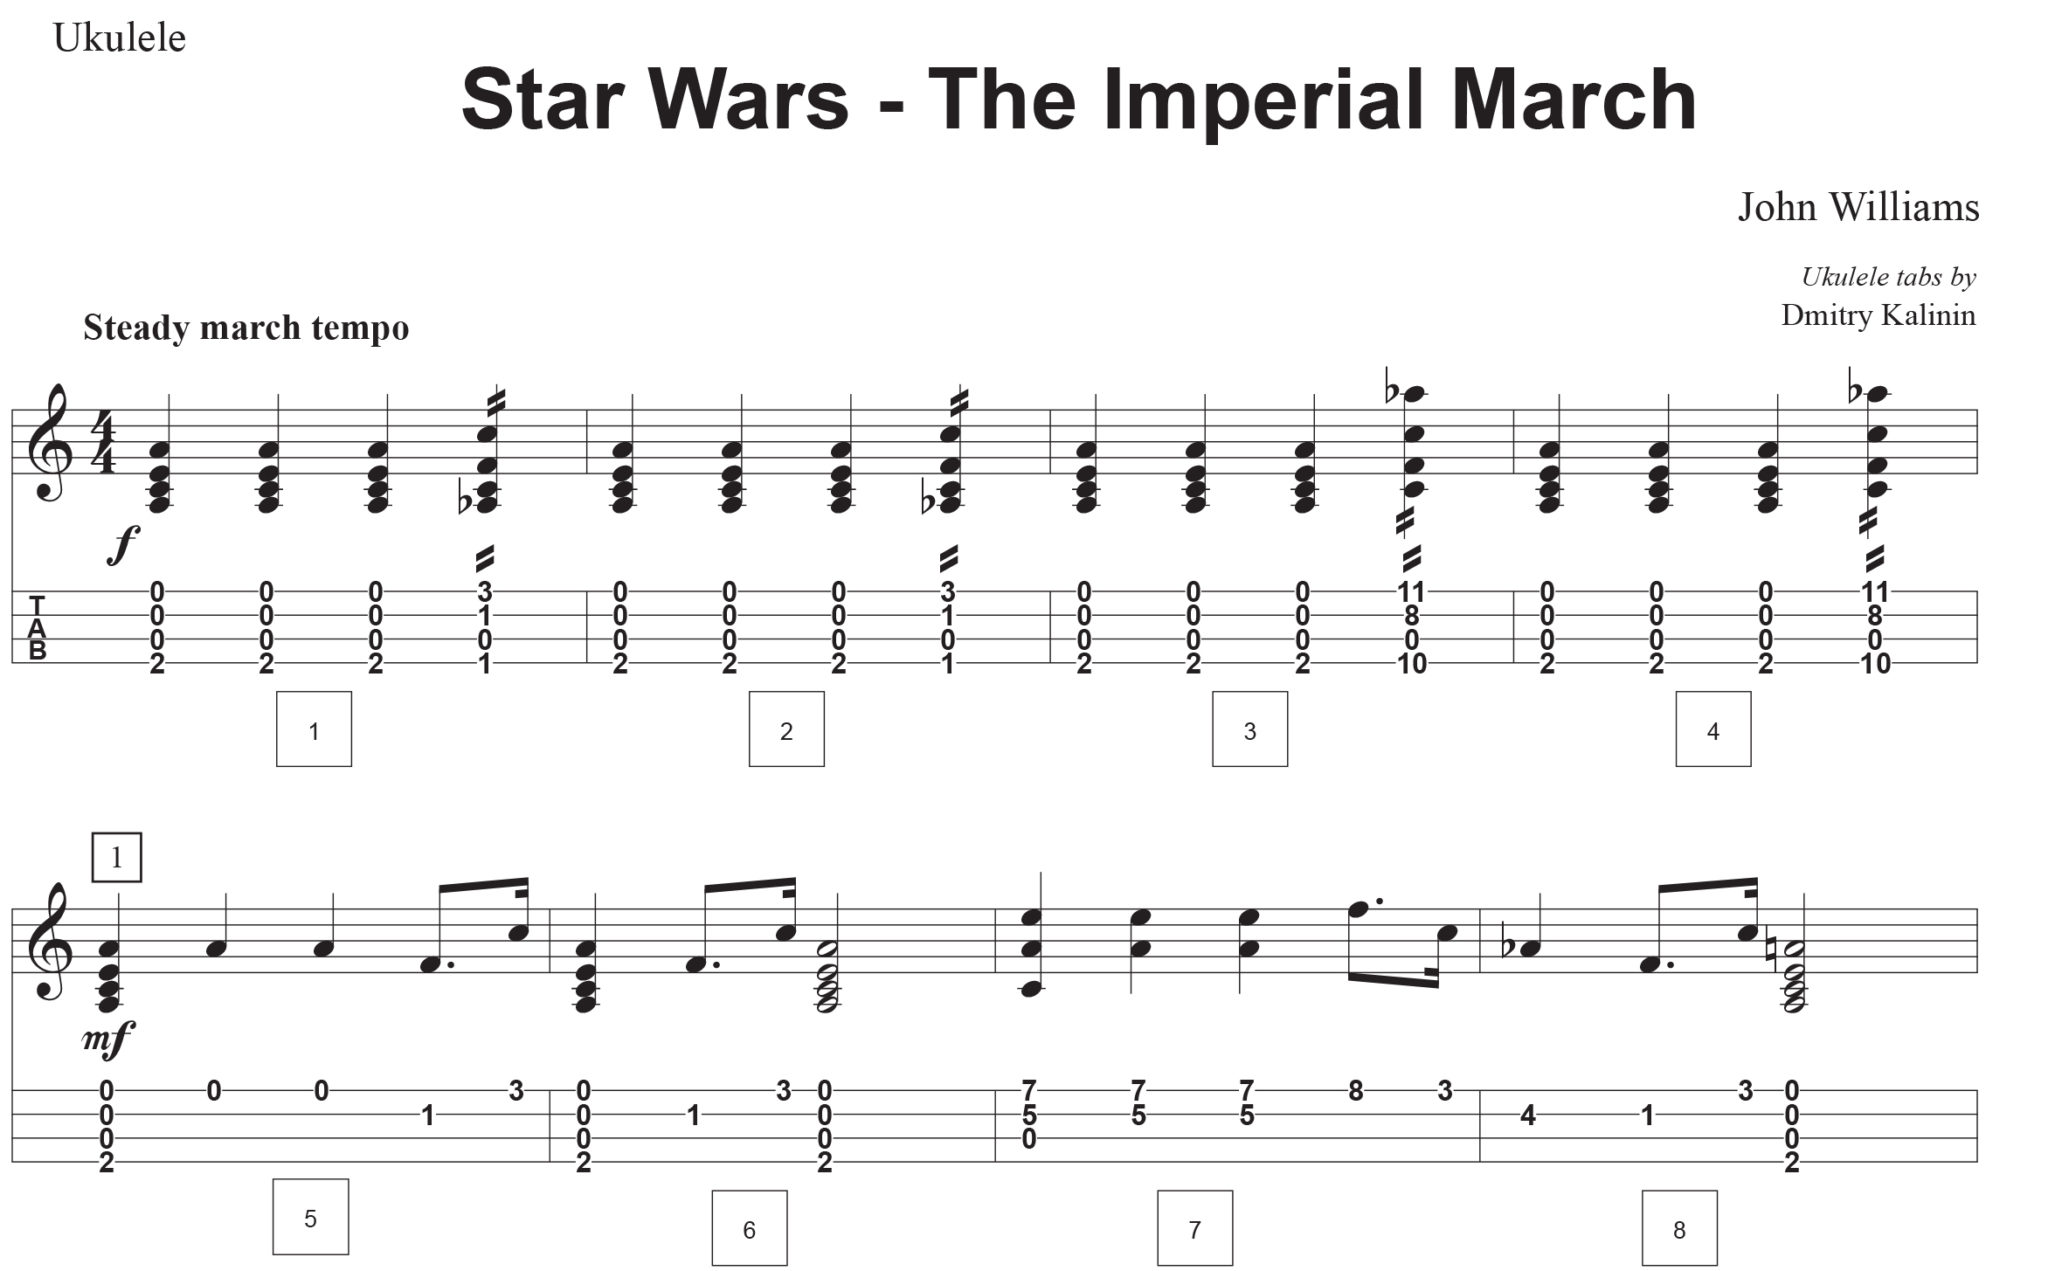 Ukulele
Star Wars - The Imperial March
John Williams
Ukulele tabs by
Dmitry Kalinin
Steady march tempo
4 4
f
T 0 0 0 3 0 0 0 3 0 0 0 11 0 0 0 11
A 0 0 0 1 0 0 0 1 0 0 0 8 0 0 0 8
B 0 0 0 0 0 0 0 0 0 0 0 0 0 0 0 0
2 2 2 1 2 2 2 1 2 2 2 10 2 2 2 10
1 2 3 4
1
mf
0 0 0 3 0 3 0 7 7 7 8 3 3 0
0 1 0 1 0 5 5 5 4 1 0
0 0 0 0 0
2 2 2 2
5 6 7 8